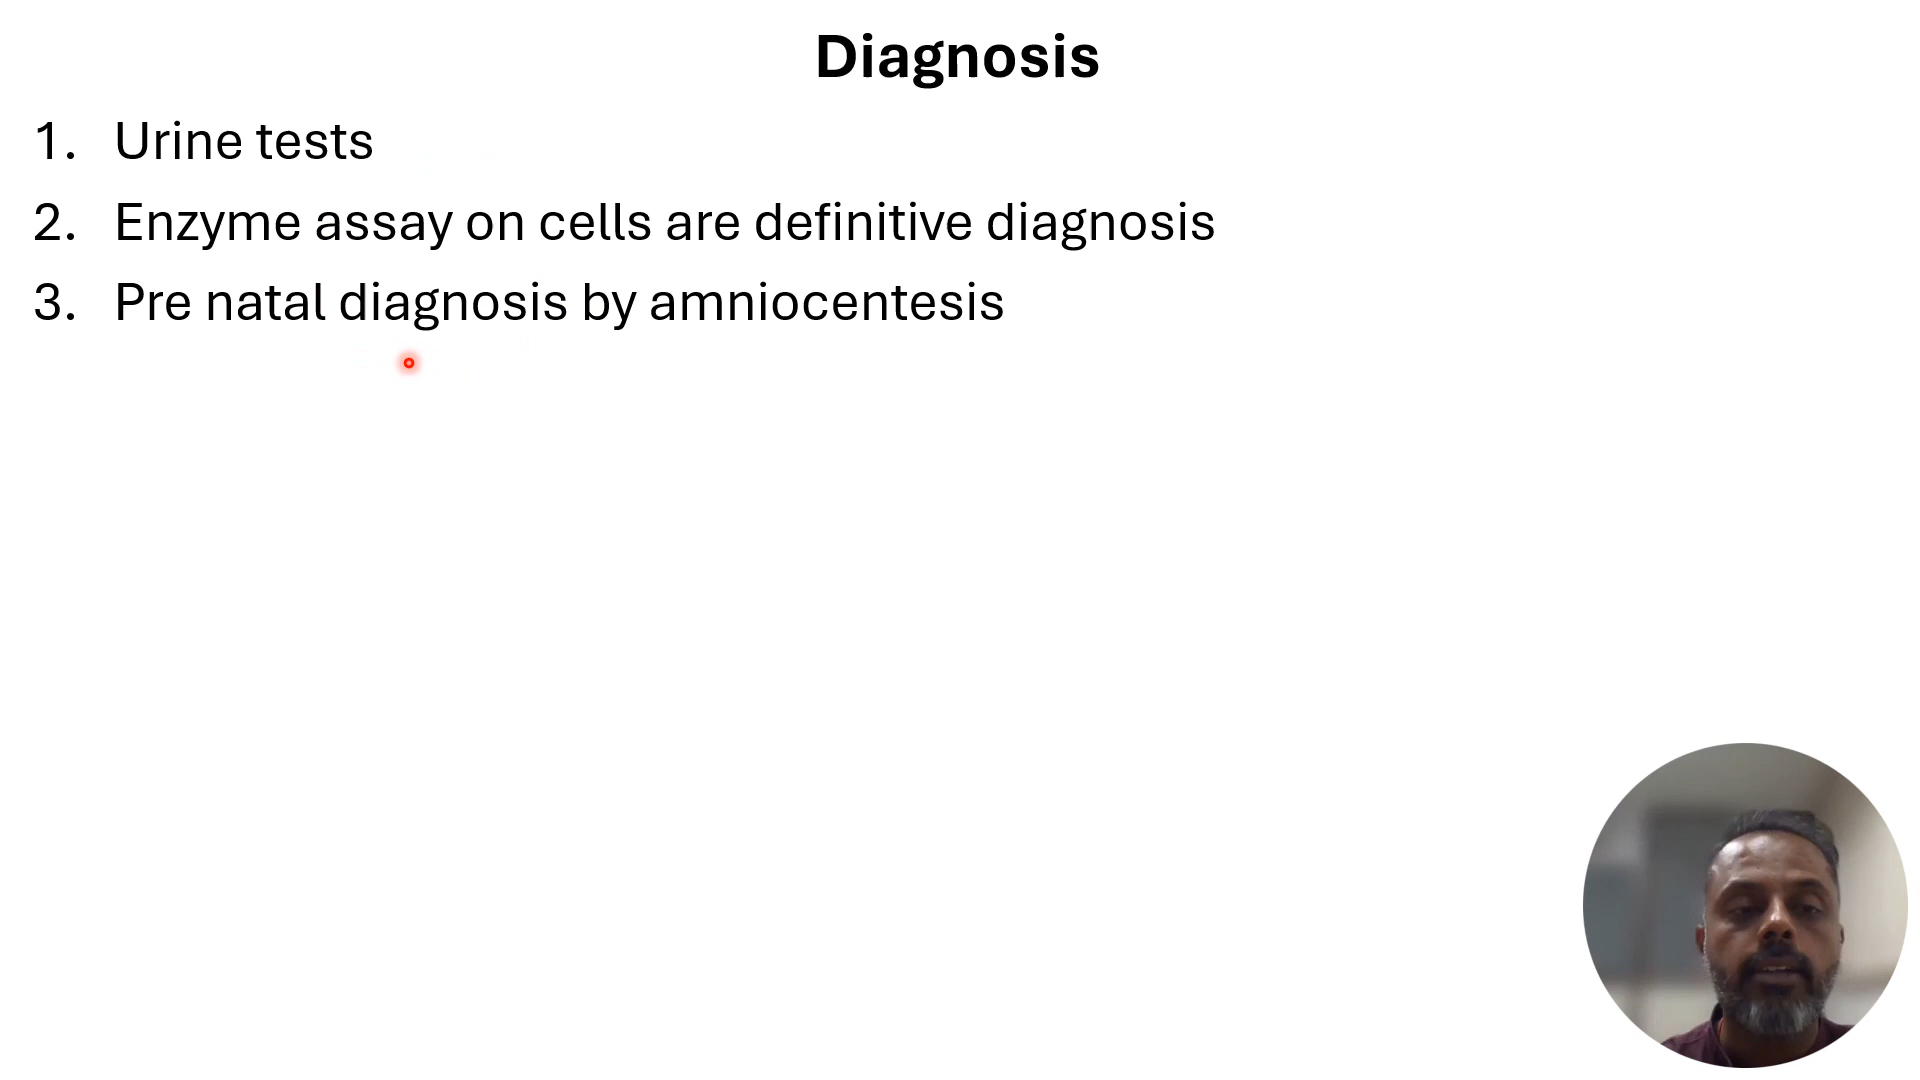 Diagnosis
1. Urine tests
2. Enzyme assay on cells are definitive diagnosis
3. Pre natal diagnosis by amniocentesis